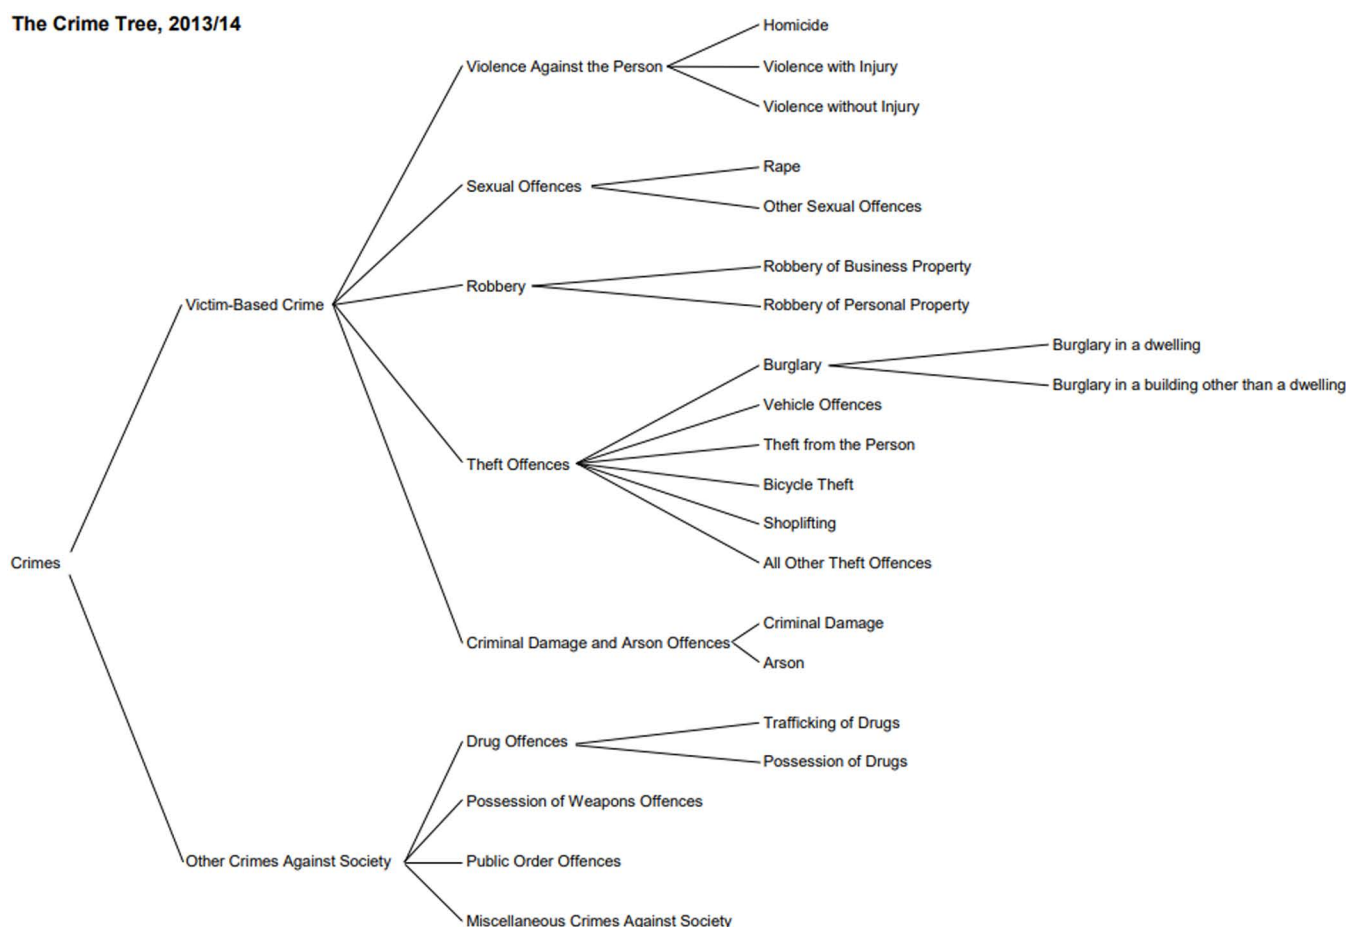 The Crime Tree, 2013/14
Homicide
Violence Against the Person
Violence with Injury
Violence without Injury
Rape
Sexual Offences
Other Sexual Offences
Robbery of Business Property
Robbery
Robbery of Personal Property
Victim-Based Crime
Burglary in a dwelling
Burglary
Burglary in a building other than a dwelling
Vehicle Offences
Theft from the Person
Theft Offences
Bicycle Theft
Shoplifting
Crimes
All Other Theft Offences
Criminal Damage
Criminal Damage and Arson Offences
Arson
Trafficking of Drugs
Drug Offences
Possession of Drugs
Possession of Weapons Offences
Other Crimes Against Society
Public Order Offences
Miscellaneous Crimes Against Society